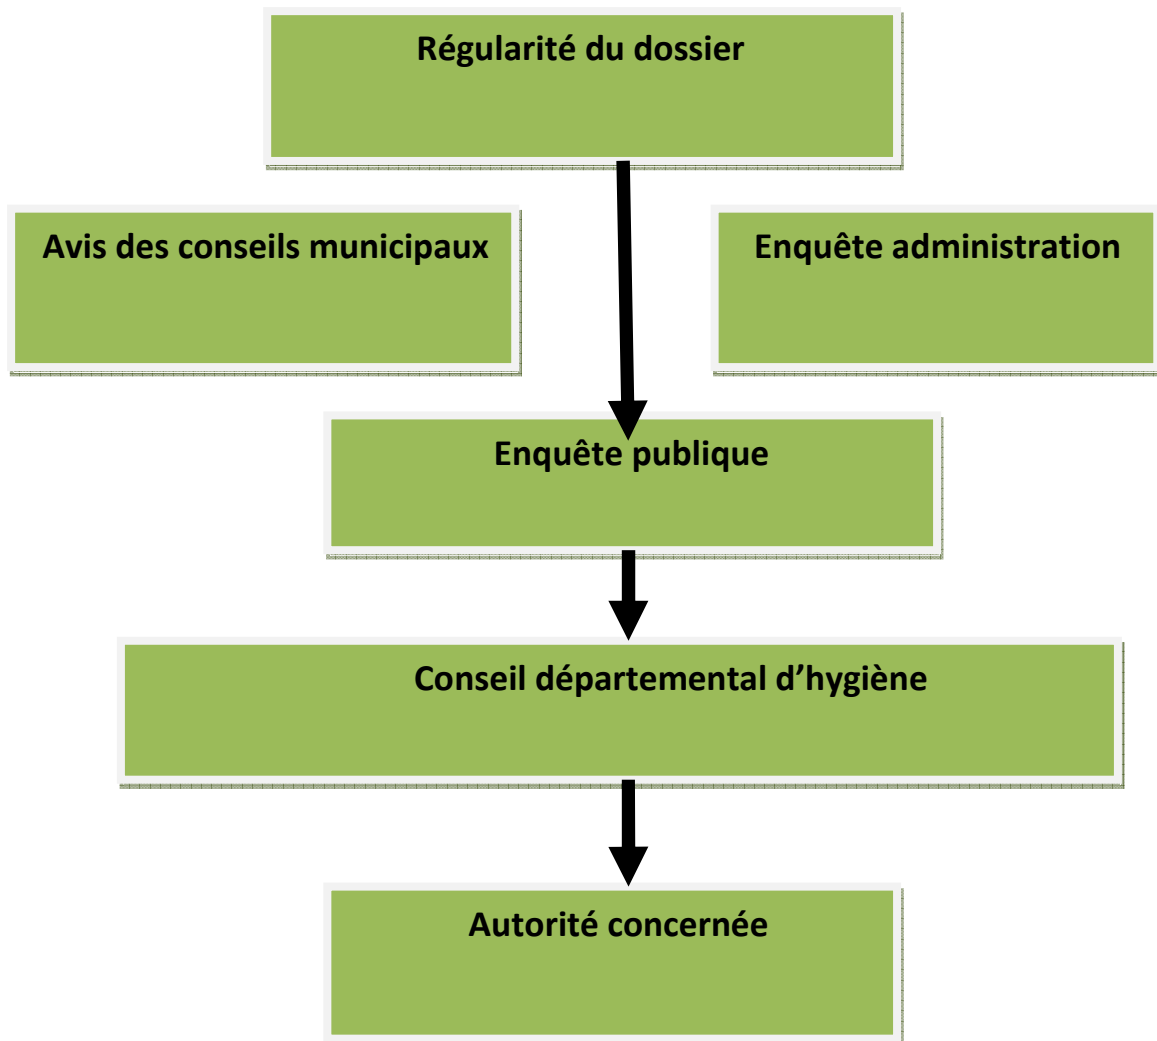 Régularité du dossier
Avis des conseils municipaux
Enquête administration
Enquête publique
Conseil départemental d’hygiène
Autorité concernée